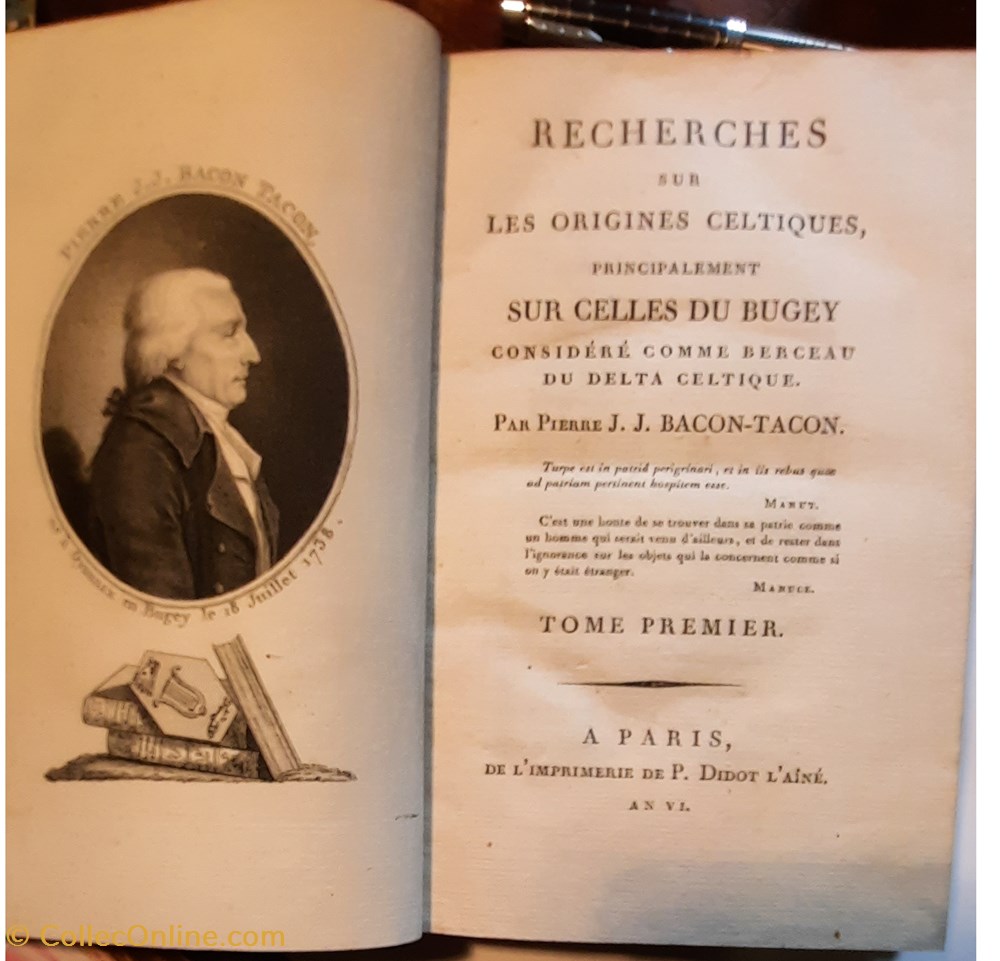 PIERRE J. J. BACON TACON,
né à Oyonnax en Bugey le 18 Juillet 1738.
RECHERCHES
SUR
LES ORIGINES CELTIQUES,
PRINCIPALEMENT
SUR CELLES DU BUGEY
CONSIDÉRÉ COMME BERCEAU
DU DELTA CELTIQUE.
PAR PIERRE J. J. BACON-TACON.
Turpe est in patriâ perigrinari, et in iis rebus quae
ad patriam pertinent hospitem esse.
MANUT.
C'est une honte de se trouver dans sa patrie comme
un homme qui serait venu d'ailleurs, et de rester dans
l'ignorance sur les objets qui la concernent comme si
on y était étranger.
MANUCE.
TOME PREMIER.
A PARIS,
DE L'IMPRIMERIE DE P. DIDOT L'AÎNÉ.
AN VI.
© CollecOnline.com